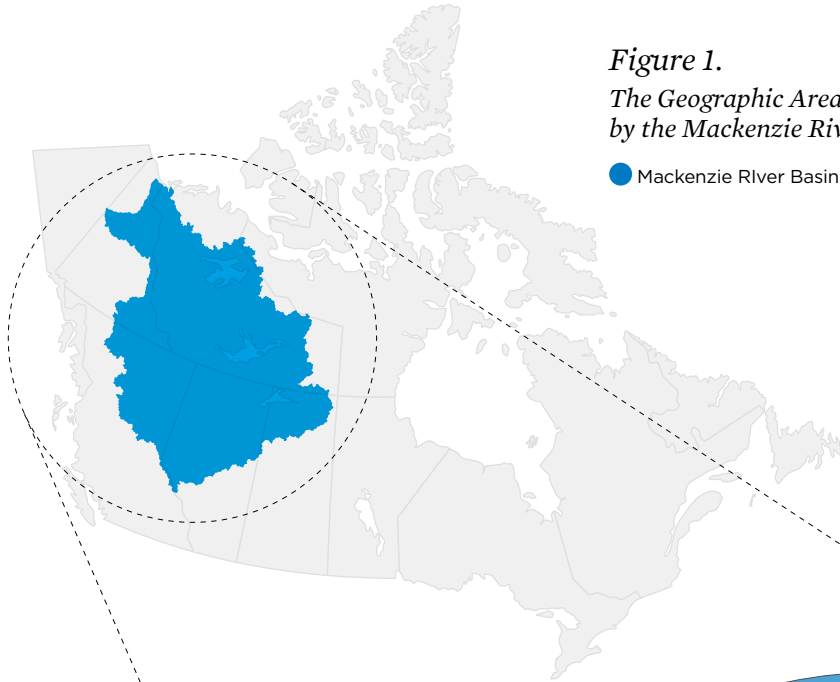 Figure 1.
The Geographic Area
by the Mackenzie Riv
Mackenzie RIver Basin